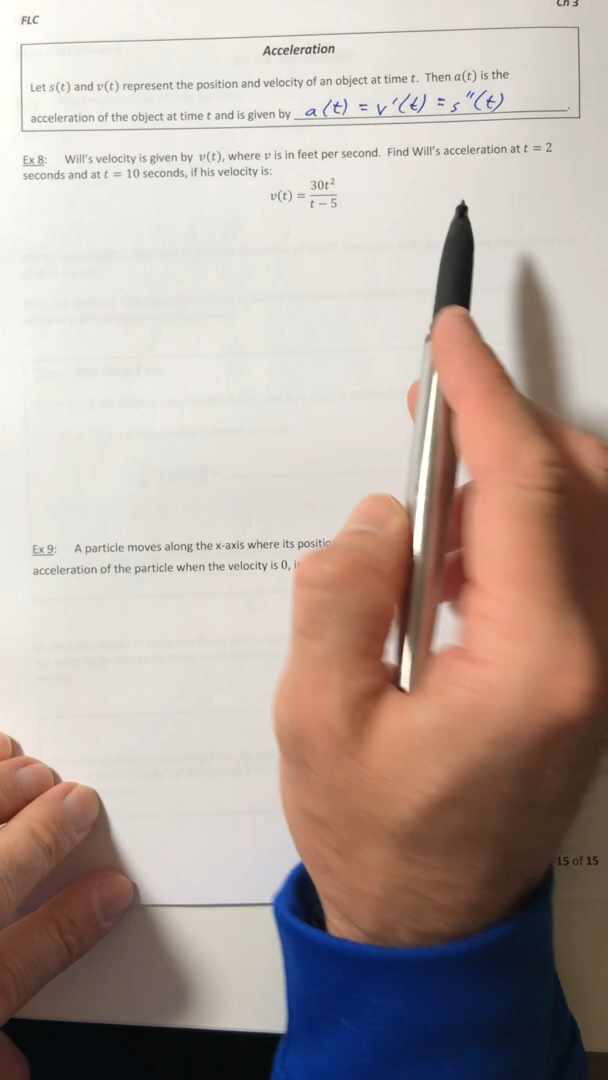 FLC
Ch 3
Acceleration
Let s(t) and v(t) represent the position and velocity of an object at time t. Then a(t) is the
acceleration of the object at time t and is given by a(t) = v'(t) = s"(t).
Ex 8: Will's velocity is given by v(t), where v is in feet per second. Find Will's acceleration at t = 2
seconds and at t = 10 seconds, if his velocity is:
v(t) = 30t²/t − 5
Ex 9: A particle moves along the x-axis where its
acceleration of the particle when the velocity is 0,
15 of 15